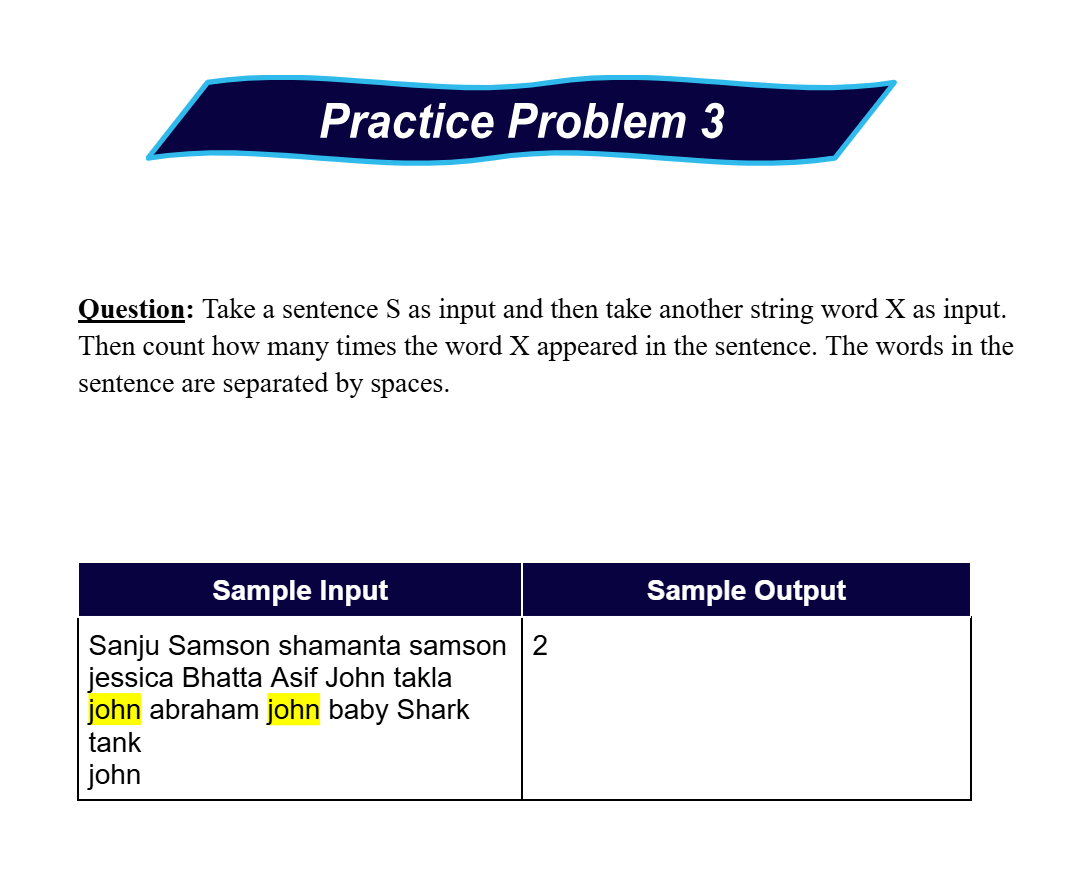 Practice Problem 3
Question: Take a sentence S as input and then take another string word X as input.
Then count how many times the word X appeared in the sentence. The words in the
sentence are separated by spaces.
Sample Input
Sample Output
Sanju Samson shamanta samson
jessica Bhatta Asif John takla
john abraham john baby Shark
tank
john
2